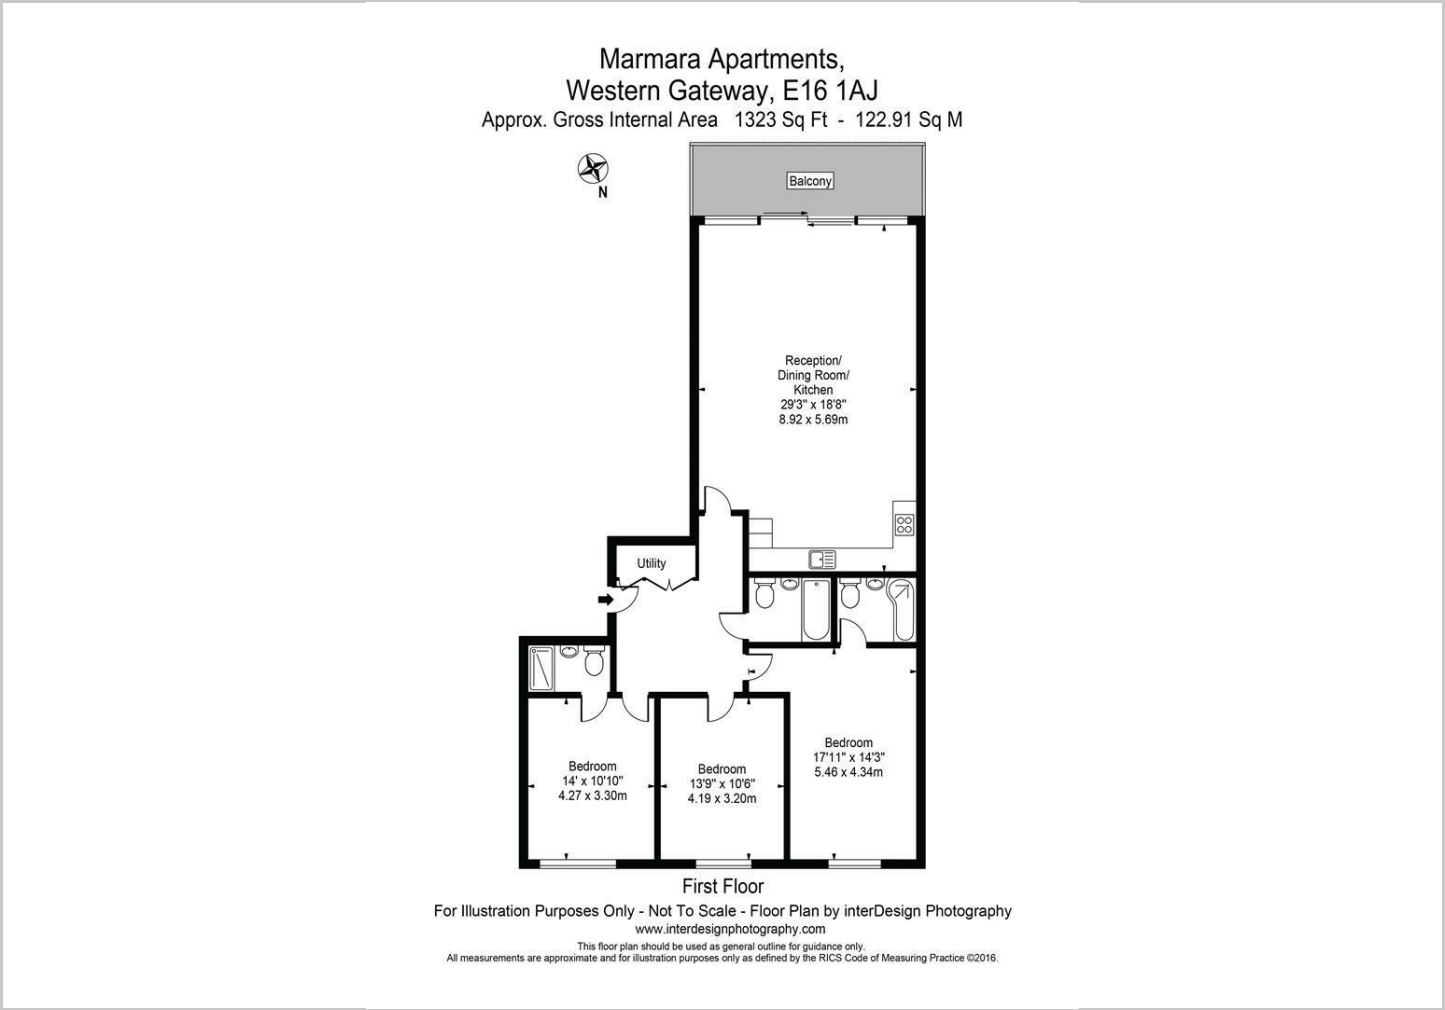 Marmara Apartments,
Western Gateway, E16 1AJ
Approx. Gross Internal Area 1323 Sq Ft - 122.91 Sq M
N
Balcony
Reception/
Dining Room/
Kitchen
29'3" x 18'8"
8.92 x 5.69m
Utility
Bedroom
14' x 10'10"
4.27 x 3.30m
Bedroom
13'9" x 10'6"
4.19 x 3.20m
Bedroom
17'11" x 14'3"
5.46 x 4.34m
First Floor
For Illustration Purposes Only - Not To Scale - Floor Plan by interDesign Photography
www.interdesignphotography.com
This floor plan should be used as general outline for guidance only.
All measurements are approximate and for illustration purposes only as defined by the RICS Code of Measuring Practice ©2016.